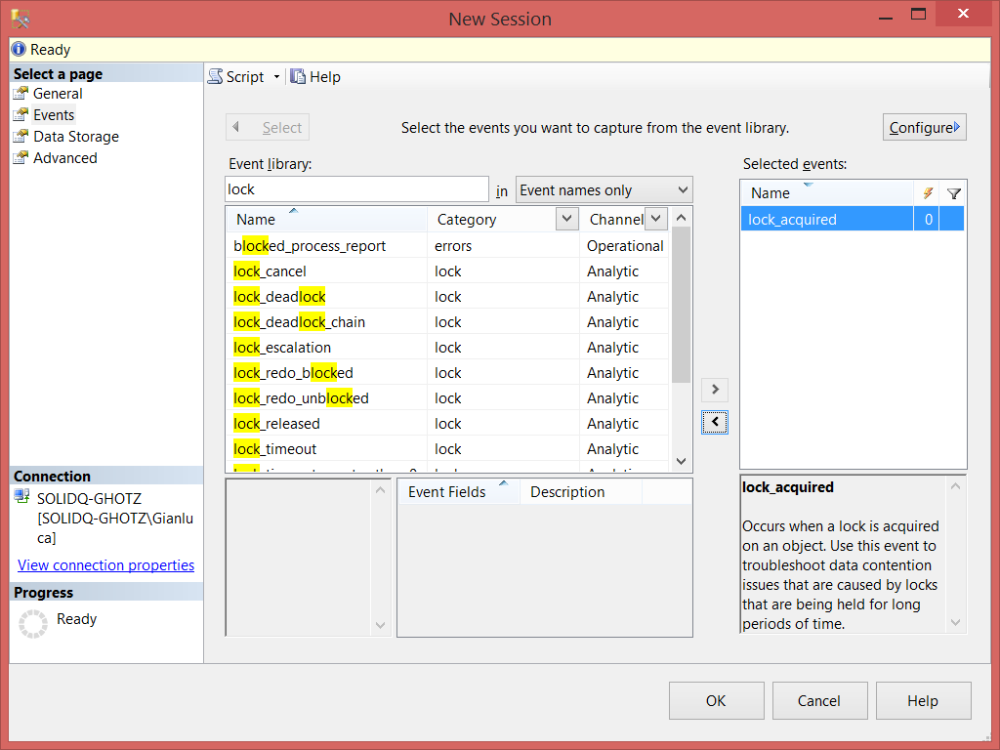 New Session
Ready
Select a page
General
Events
Data Storage
Advanced
Connection
SOLIDQ-GHOTZ
[SOLIDQ-GHOTZ\Gianlu
ca]
View connection properties
Progress
Ready
Script Help
Select
Select the events you want to capture from the event library.
Configure
Event library:
lock
in
Event names only
Name Category Channel
blocked_process_report errors Operational
lock_cancel lock Analytic
lock_deadlock lock Analytic
lock_deadlock_chain lock Analytic
lock_escalation lock Analytic
lock_redo_blocked lock Analytic
lock_redo_unblocked lock Analytic
lock_released lock Analytic
lock_timeout lock Analytic
Event Fields Description
Selected events:
Name
lock_acquired 0
lock_acquired
Occurs when a lock is acquired
on an object. Use this event to
troubleshoot data contention
issues that are caused by locks
that are being held for long
periods of time.
OK Cancel Help